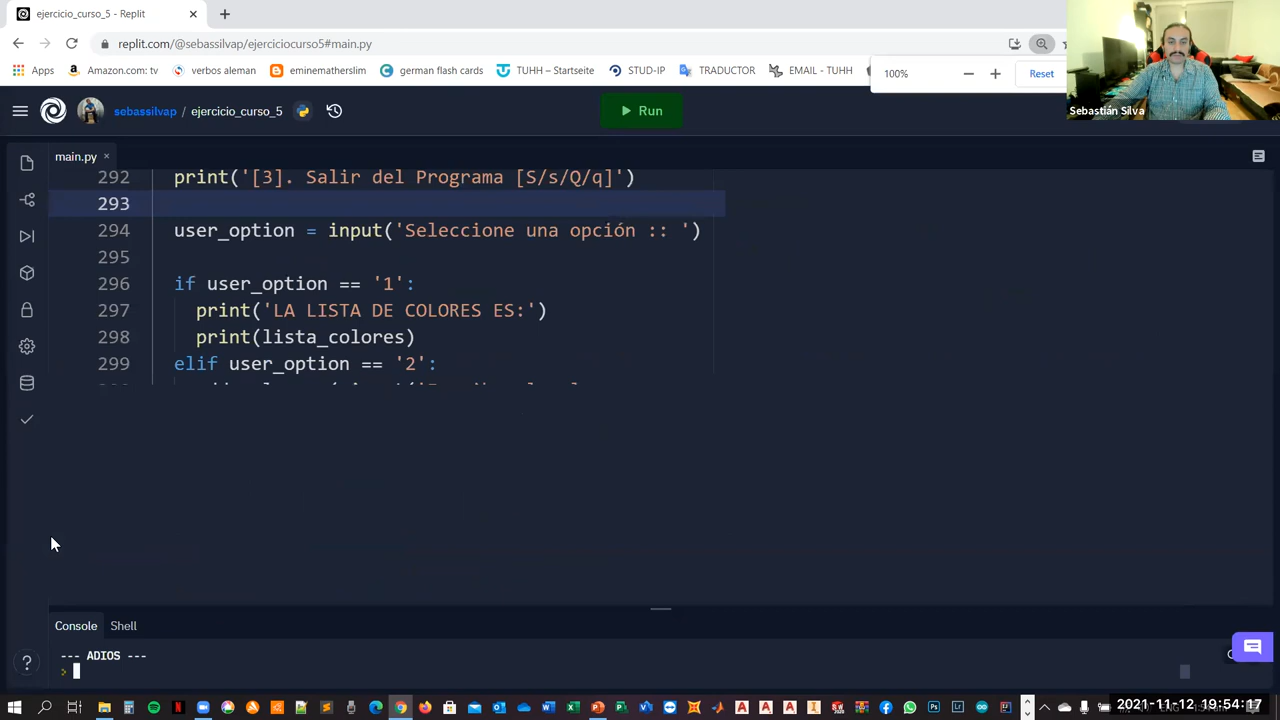 ejercicio_curso_5 - Replit
replit.com/@sebassilvap/ejerciciocurso5#main.py
Apps
Amazon.com: tv
verbos aleman
eminemathslim
german flash cards
TUTHH – Startseite
STUD-IP
TRADUCTOR
EMAIL - TUHH
100%
Reset
Sebastián Silva
sebassilvap / ejercicio_curso_5
Run
main.py
292 print('[3]. Salir del Programa [S/s/Q/q]')
293
294 user_option = input('Seleccione una opción :: ')
295
296 if user_option == '1':
297 print('LA LISTA DE COLORES ES:')
298 print(lista_colores)
299 elif user_option == '2':
Console Shell
--- ADIOS ---
>
2021-11-12 19:54:17